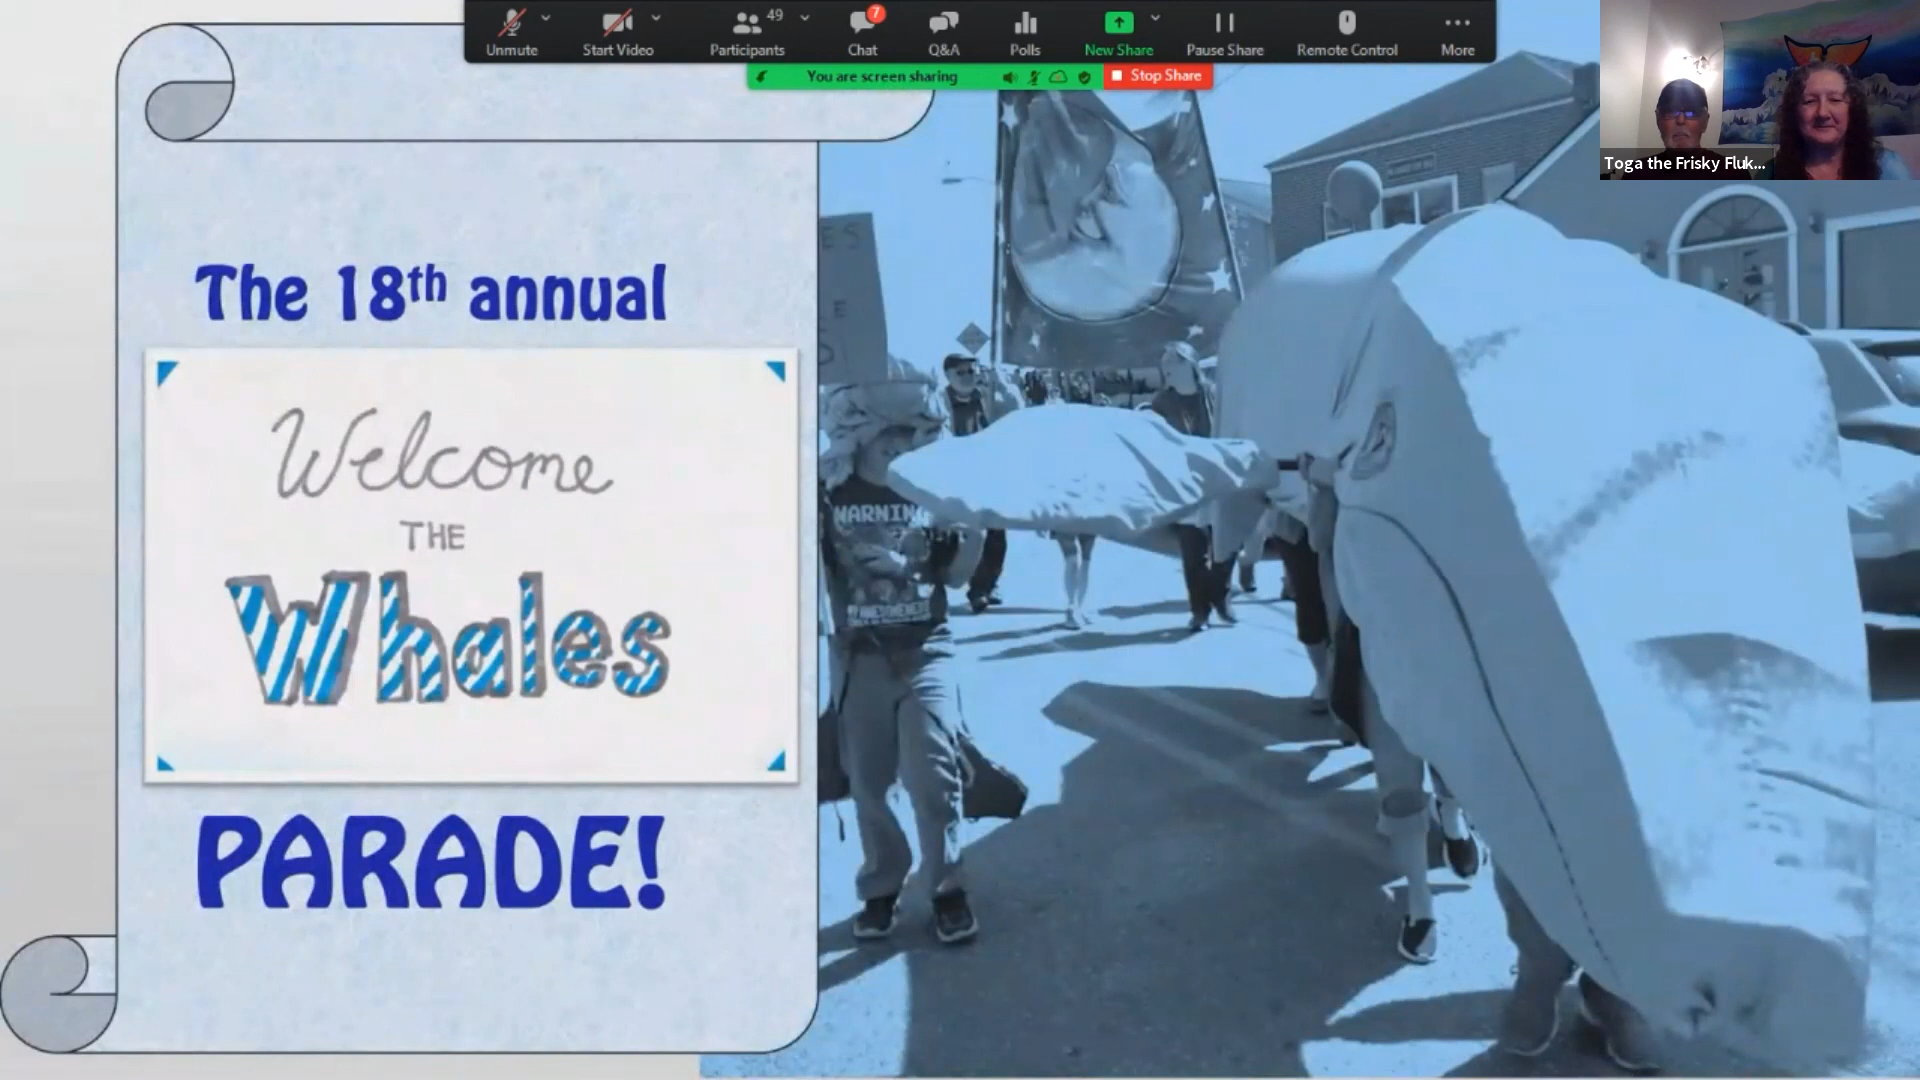 Unmute
Start Video
49
Participants
7
Chat
Q&A
Polls
New Share
Pause Share
Remote Control
More
You are screen sharing
Stop Share
Toga the Frisky Fluk...
The 18th annual
Welcome
THE
Whales
PARADE!
WARNING